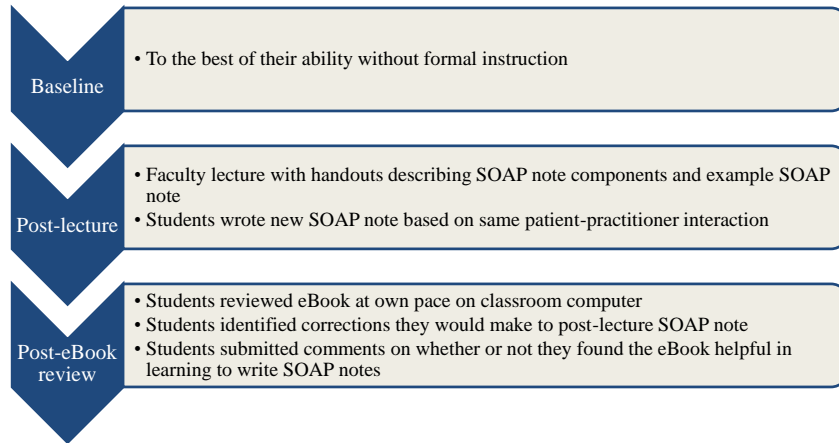 Baseline
• To the best of their ability without formal instruction
Post-lecture
• Faculty lecture with handouts describing SOAP note components and example SOAP
note
• Students wrote new SOAP note based on same patient-practitioner interaction
Post-eBook
review
• Students reviewed eBook at own pace on classroom computer
• Students identified corrections they would make to post-lecture SOAP note
• Students submitted comments on whether or not they found the eBook helpful in
learning to write SOAP notes